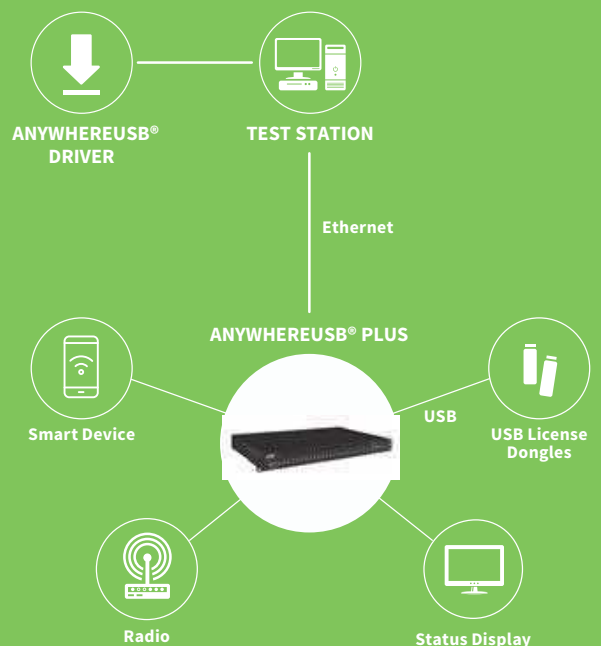 ANYWHEREUSB®
DRIVER
TEST STATION
Ethernet
ANYWHEREUSB® PLUS
Smart Device
USB
USB License
Dongles
Radio
Status Display